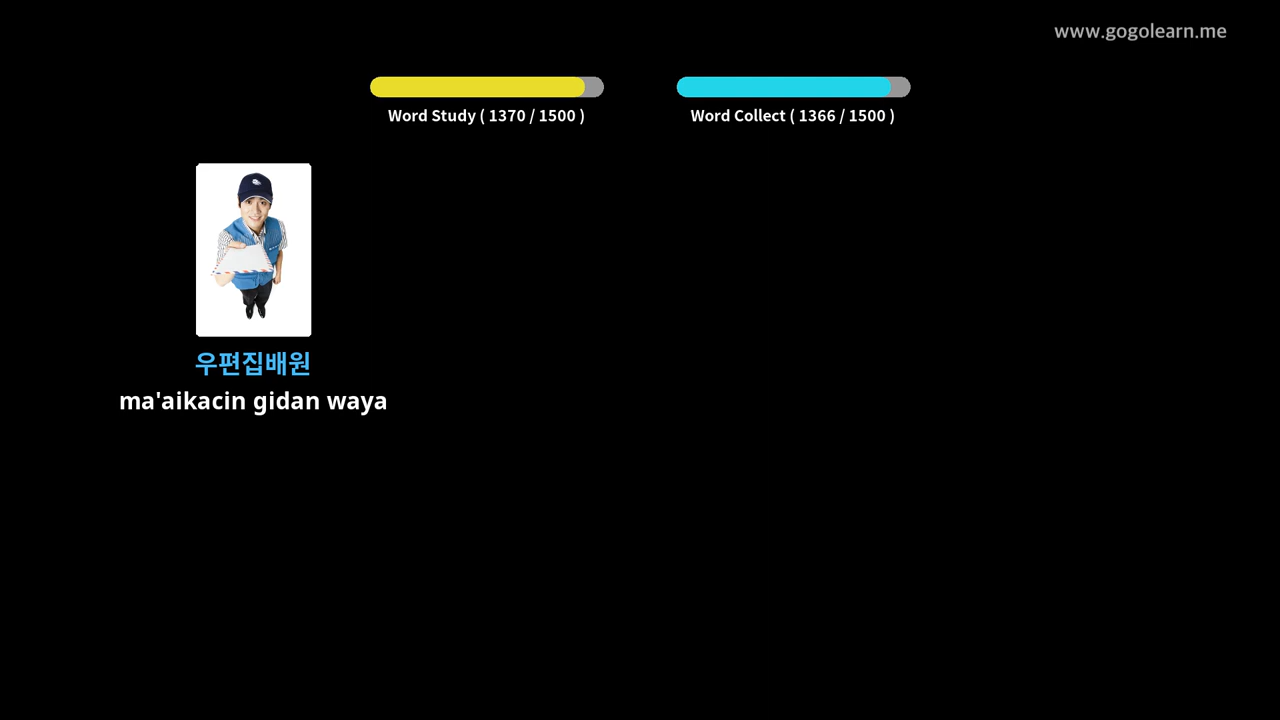 www.gogolearn.me
Word Study ( 1370 / 1500 )
Word Collect ( 1366 / 1500 )
우편집배원
ma'aikacin gidan waya